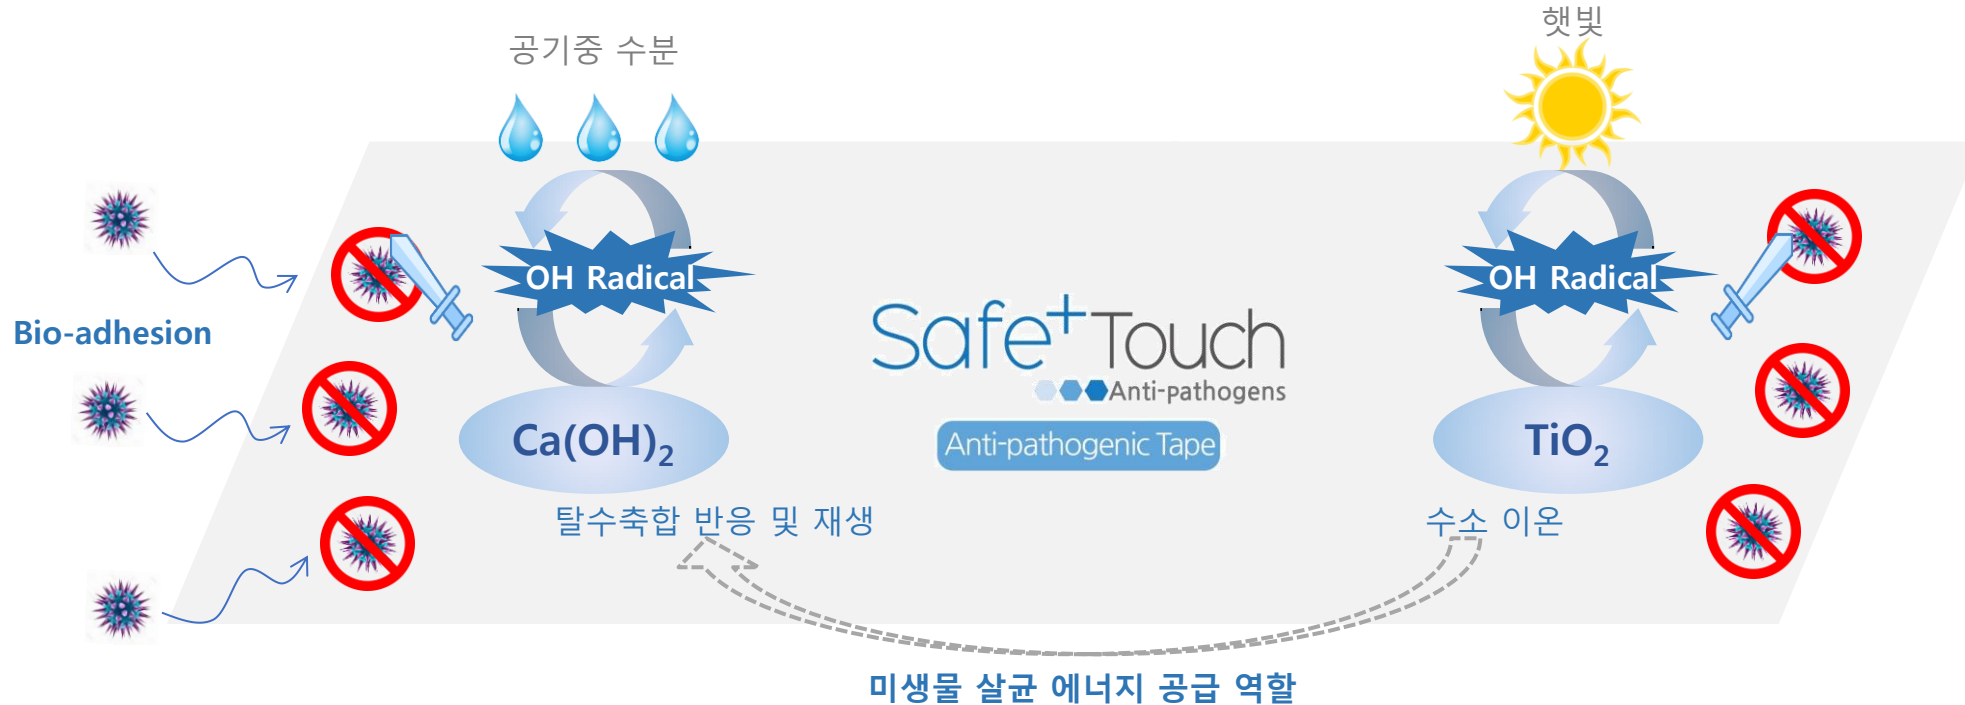 공기중 수분
햇빛
OH Radical
OH Radical
Bio-adhesion
Safe+Touch
Anti-pathogens
Anti-pathogenic Tape
Ca(OH)₂
TiO₂
탈수축합 반응 및 재생
수소 이온
미생물 살균 에너지 공급 역할